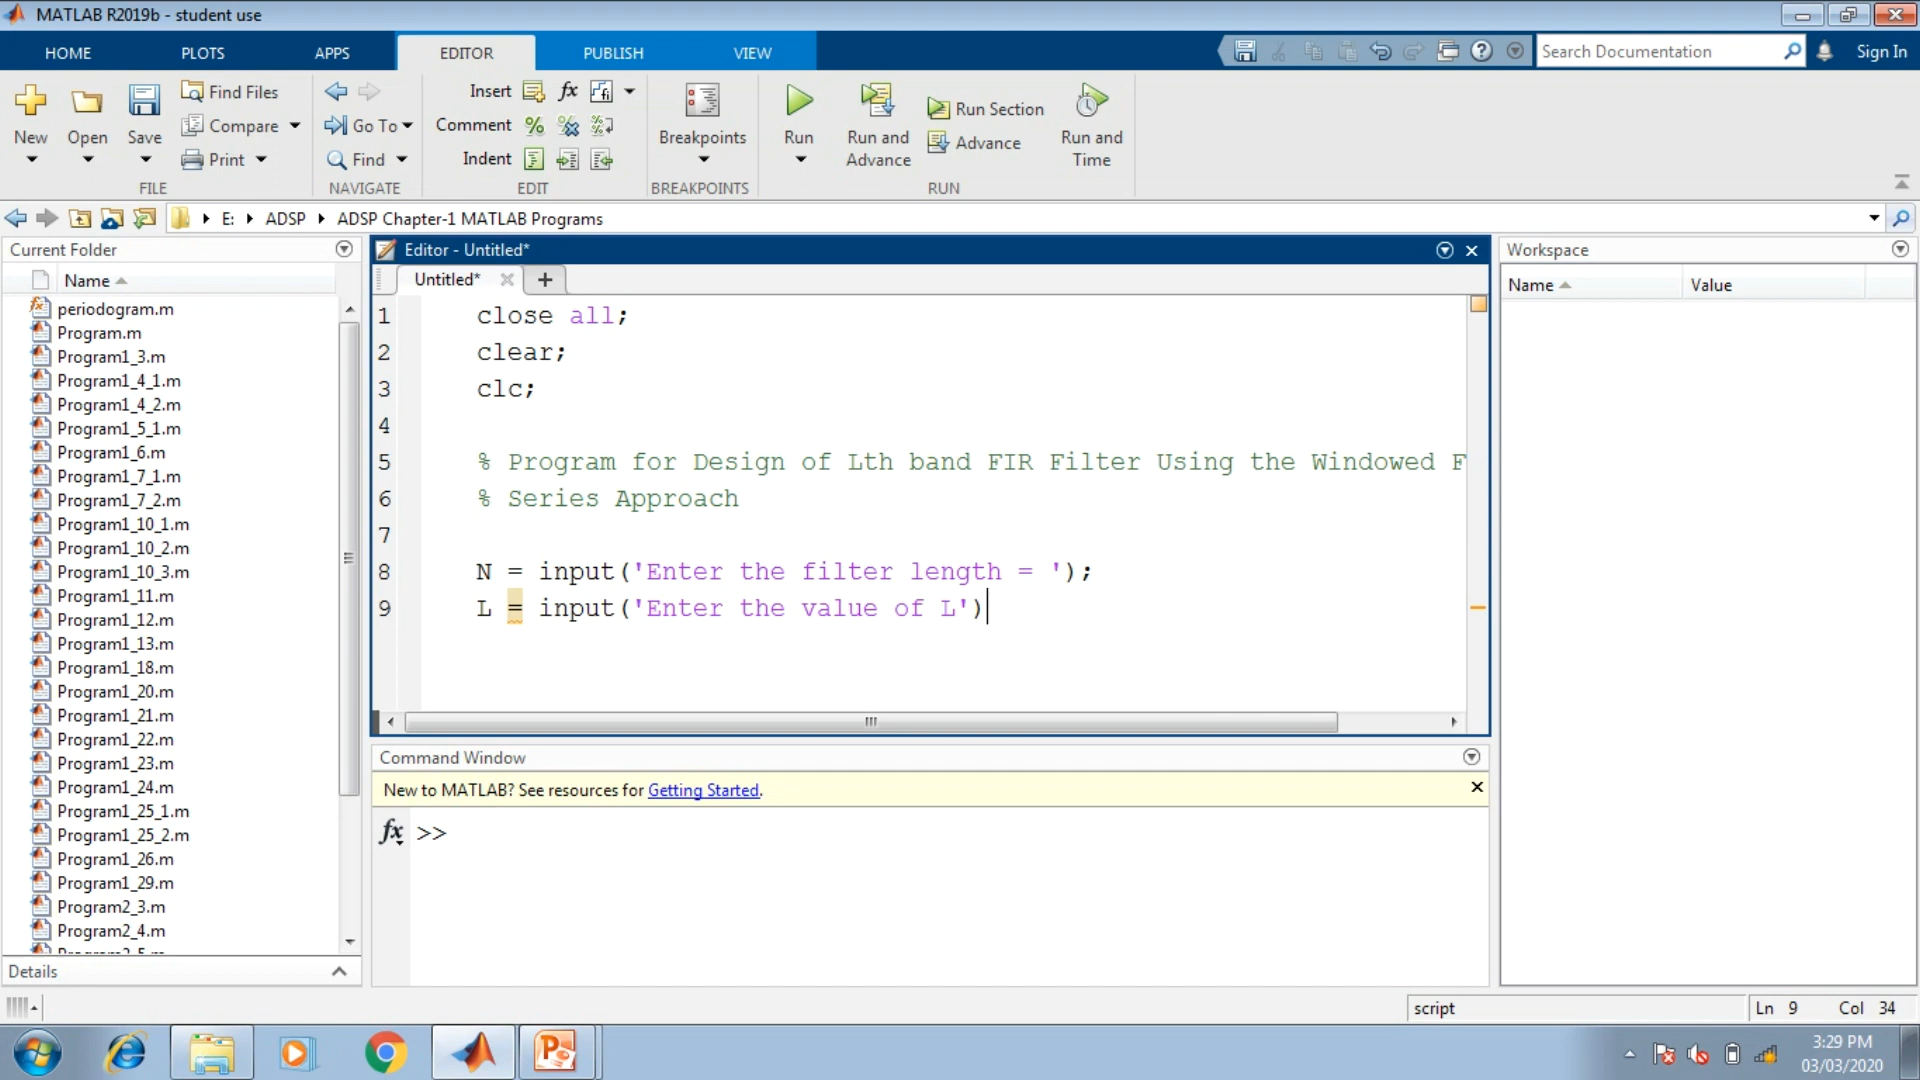 MATLAB R2019b - student use
HOME PLOTS APPS EDITOR PUBLISH VIEW
Search Documentation
Sign In
New
Open
Save
Find Files
Compare
Print
FILE
Go To
Find
NAVIGATE
Insert
fx
Comment
Indent
EDIT
Breakpoints
BREAKPOINTS
Run
Run and
Advance
Run Section
Advance
Run and
Time
RUN
E: ADSP ADSP Chapter-1 MATLAB Programs
Current Folder
Name
periodogram.m
Program.m
Program1_3.m
Program1_4_1.m
Program1_4_2.m
Program1_5_1.m
Program1_6.m
Program1_7_1.m
Program1_7_2.m
Program1_10_1.m
Program1_10_2.m
Program1_10_3.m
Program1_11.m
Program1_12.m
Program1_13.m
Program1_18.m
Program1_20.m
Program1_21.m
Program1_22.m
Program1_23.m
Program1_24.m
Program1_25_1.m
Program1_25_2.m
Program1_26.m
Program1_29.m
Program2_3.m
Program2_4.m
Details
Editor - Untitled*
Untitled*
1 close all;
2 clear;
3 clc;
4
5 % Program for Design of Lth band FIR Filter Using the Windowed F
6 % Series Approach
7
8 N = input('Enter the filter length = ');
9 L = input('Enter the value of L')
Command Window
New to MATLAB? See resources for Getting Started.
fx >>
Workspace
Name Value
script
Ln 9 Col 34
3:29 PM
03/03/2020